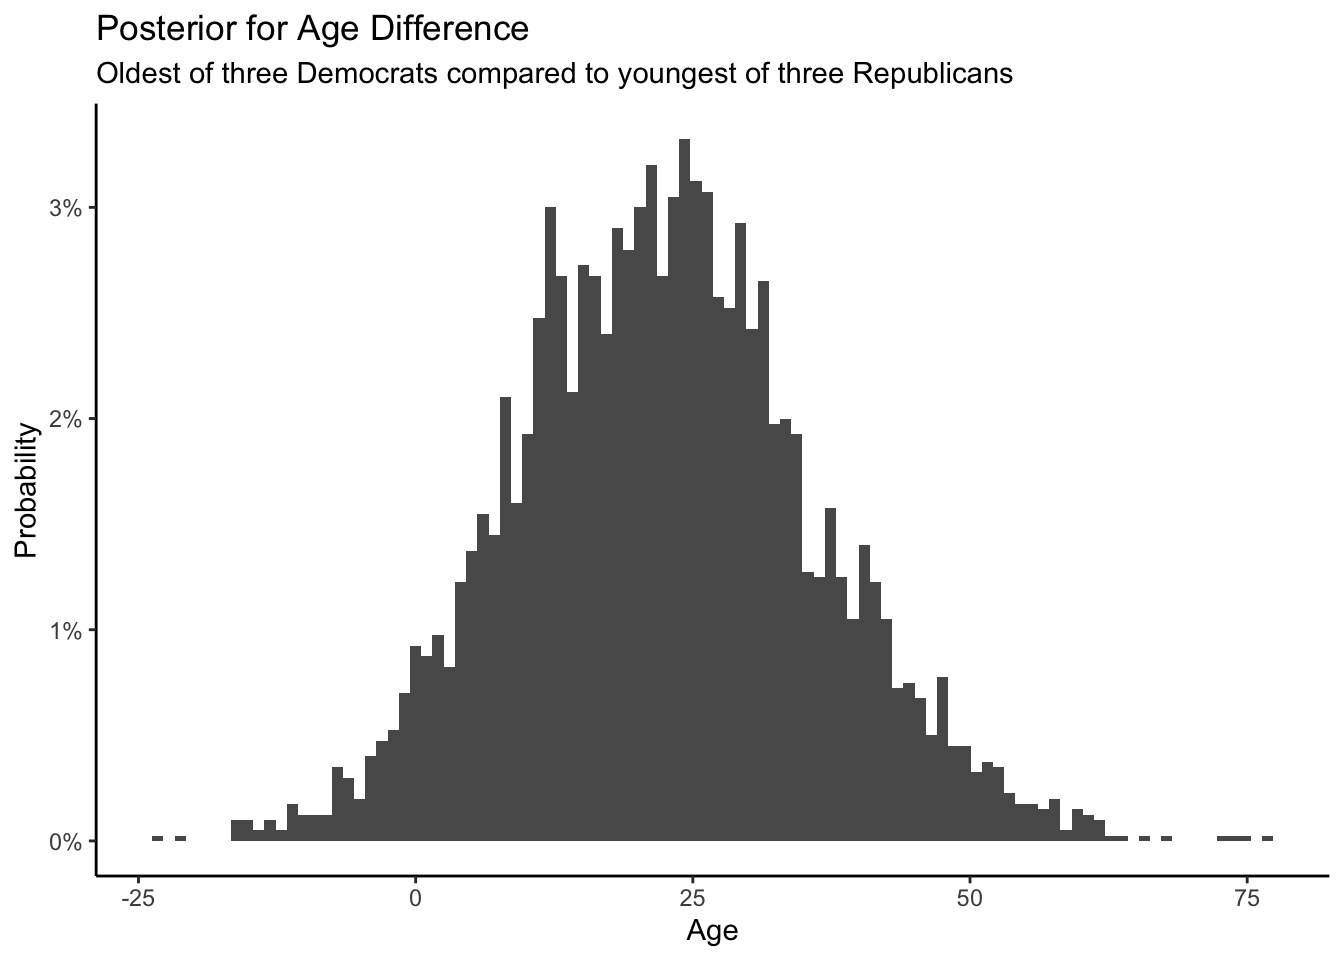 Posterior for Age Difference
Oldest of three Democrats compared to youngest of three Republicans
Probability
3%
2%
1%
0%
-25
0
25
50
75
Age